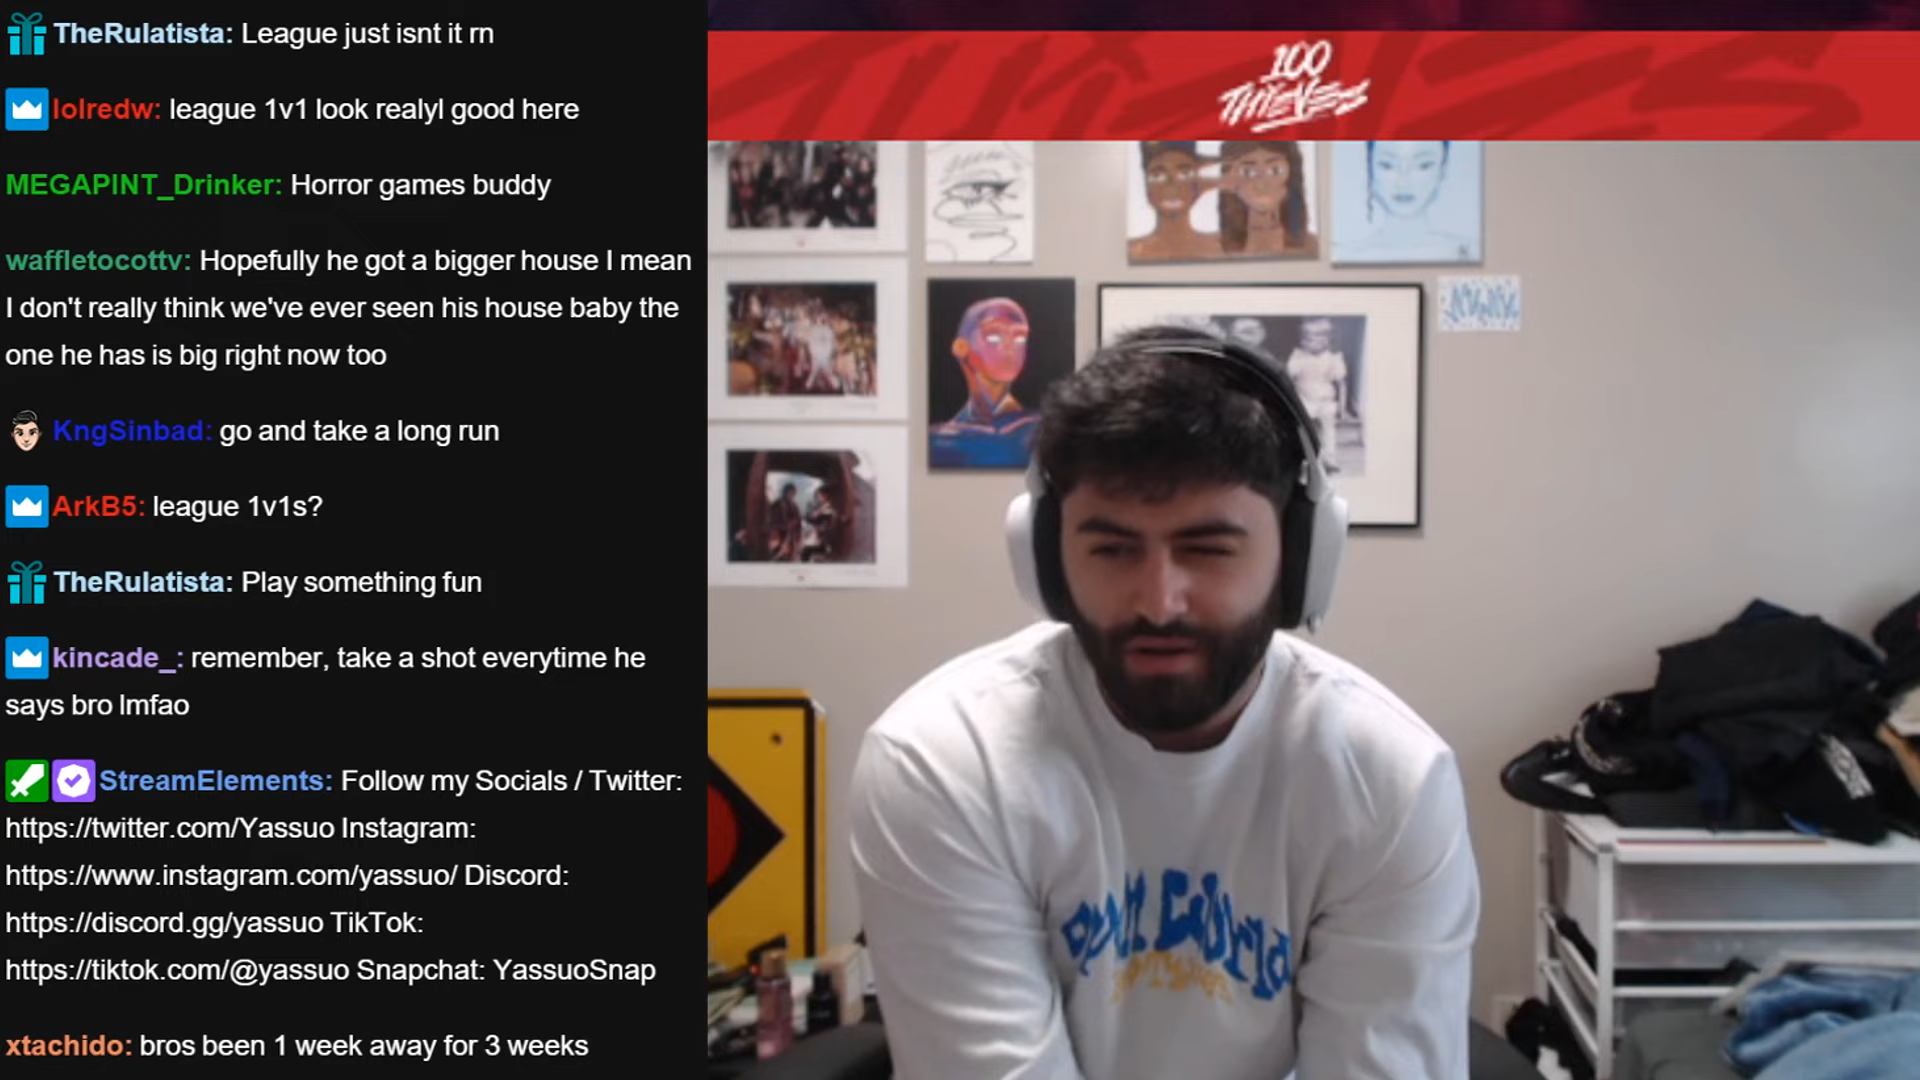 TheRulatista: League just isnt it rn
lolredw: league 1v1 look realyl good here
MEGAPINT_Drinker: Horror games buddy
waffletocottv: Hopefully he got a bigger house I mean
I don't really think we've ever seen his house baby the
one he has is big right now too
KngSinbad: go and take a long run
ArkB5: league 1v1s?
TheRulatista: Play something fun
kincade_: remember, take a shot everytime he
says bro lmfao
StreamElements: Follow my Socials / Twitter:
https://twitter.com/Yassuo Instagram:
https://www.instagram.com/yassuo/ Discord:
https://discord.gg/yassuo TikTok:
https://tiktok.com/@yassuo Snapchat: YassuoSnap
xtachido: bros been 1 week away for 3 weeks
100
THIEVES